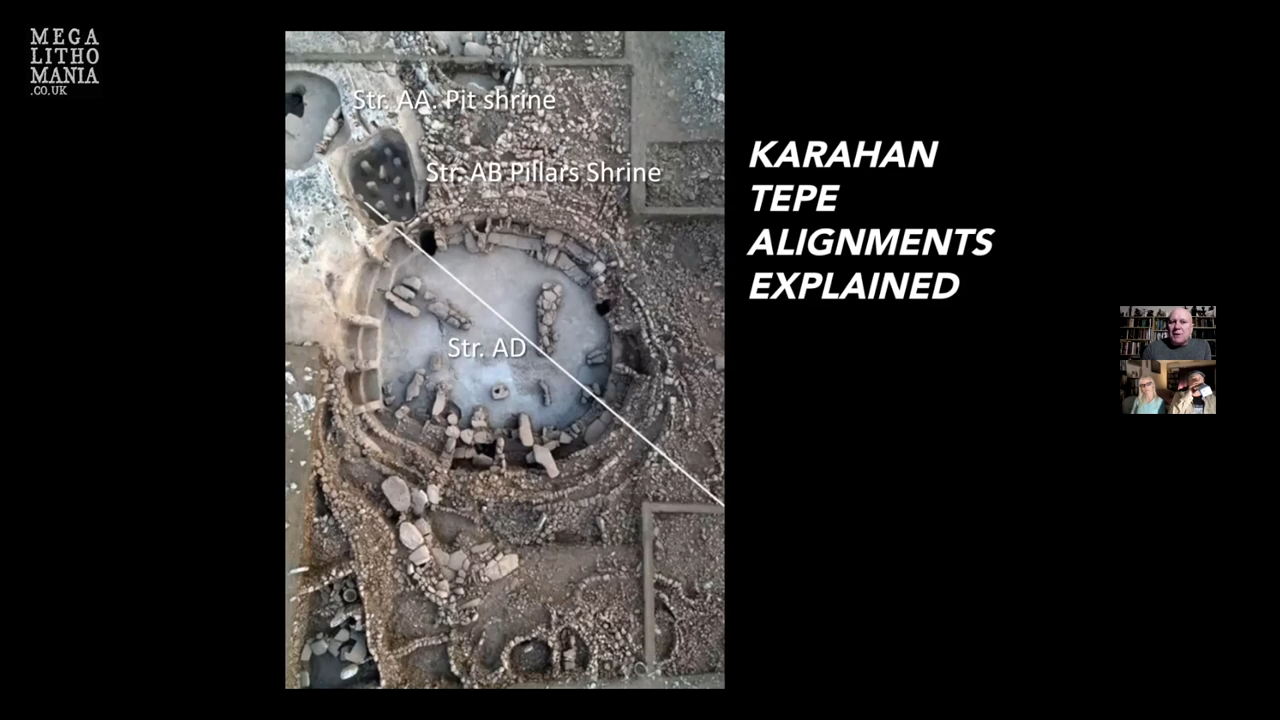 MEGA
LITHO
MANIA
.CO.UK
Str. AA. Pit shrine
Str. AB Pillars Shrine
Str. AD
KARAHAN
TEPE
ALIGNMENTS
EXPLAINED